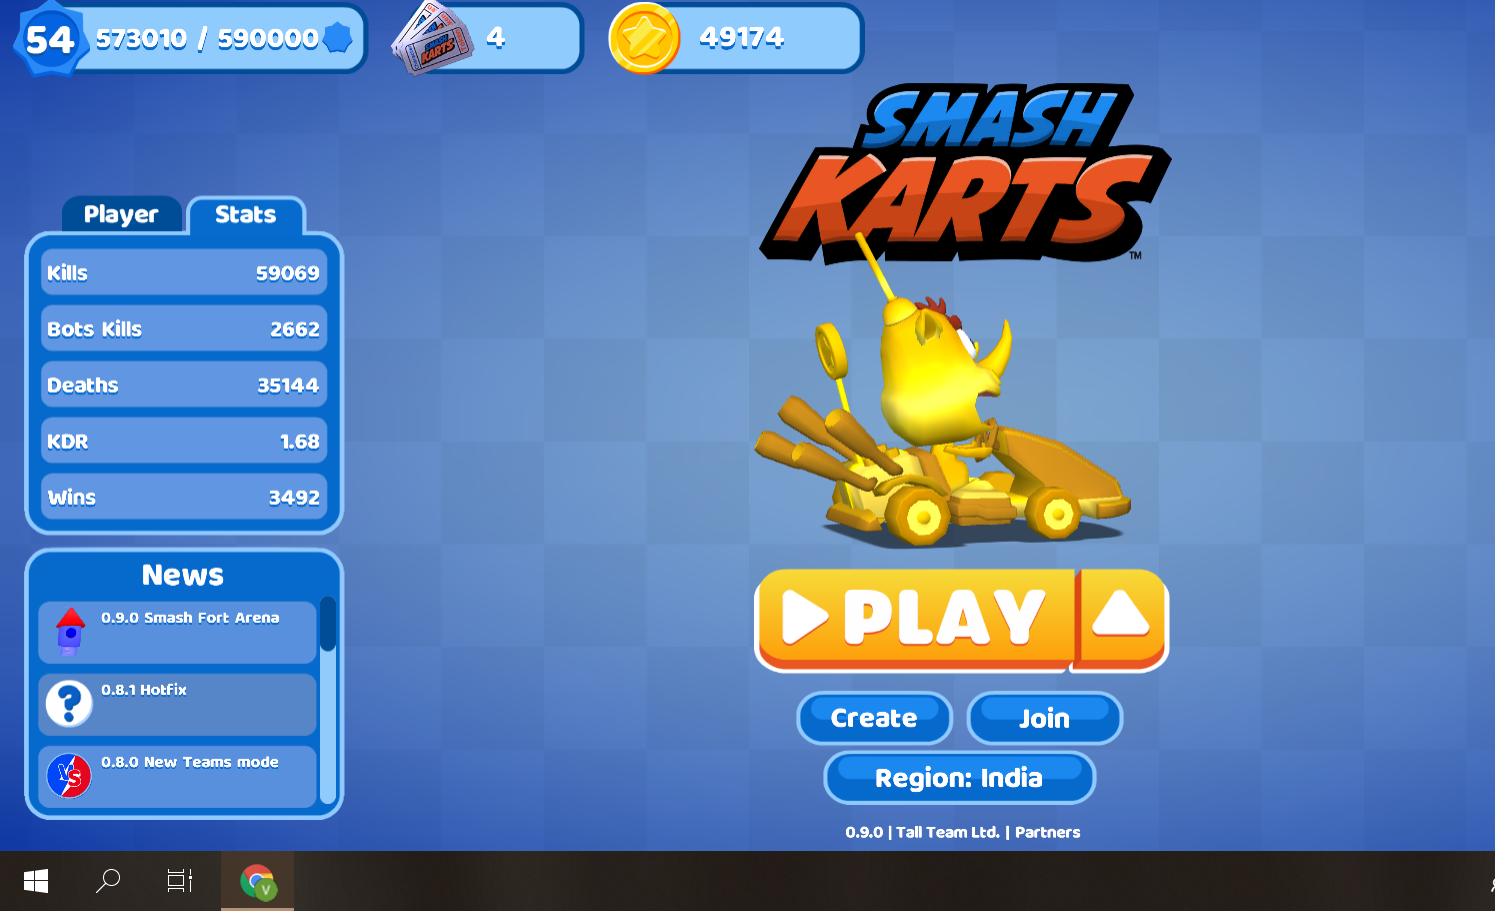 54
573010 / 590000
4
49174
SMASH
KARTS
TM
Player
Stats
Kills 59069
Bots Kills 2662
Deaths 35144
KDR 1.68
Wins 3492
News
0.9.0 Smash Fort Arena
?
0.8.1 Hotfix
VS
0.8.0 New Teams mode
PLAY
Create
Join
Region: India
0.9.0 | Tall Team Ltd. | Partners
V